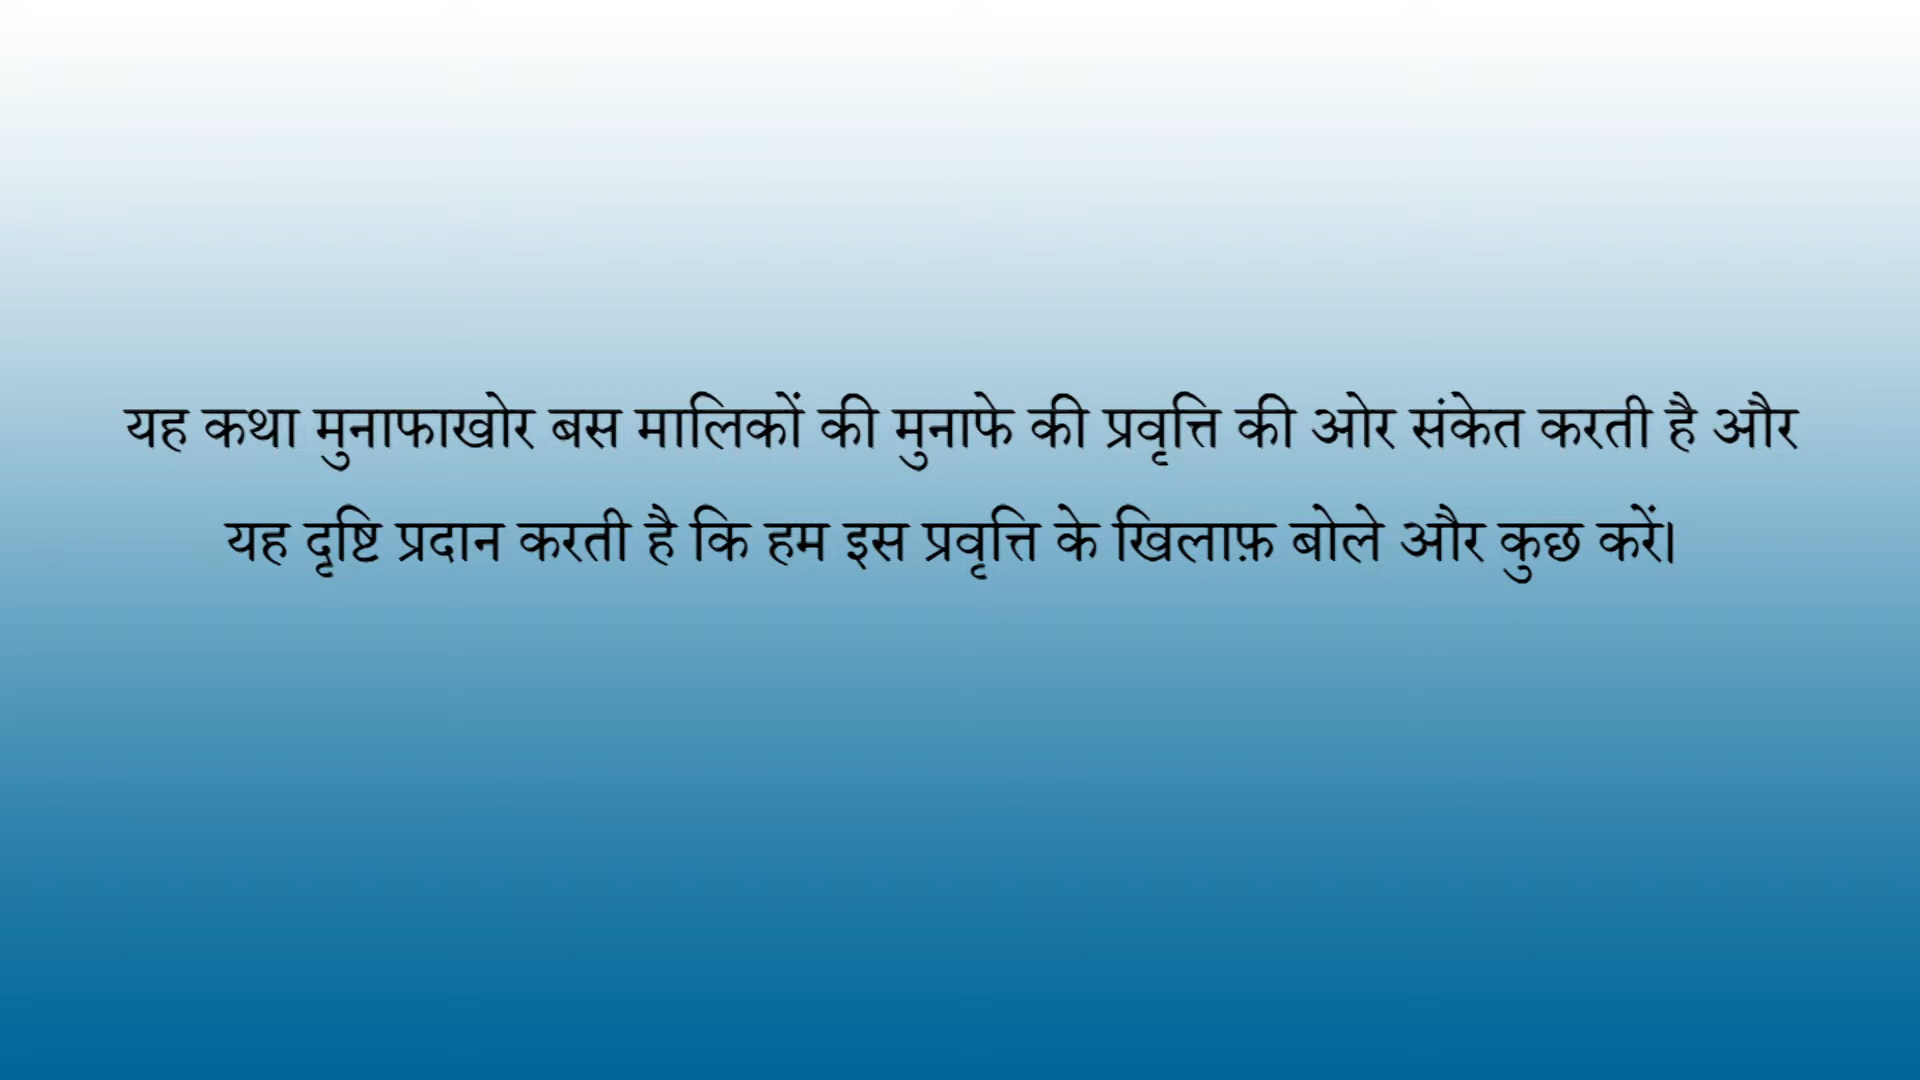 यह कथा मुनाफाखोर बस मालिकों की मुनाफे की प्रवृत्ति की ओर संकेत करती है और
यह दृष्टि प्रदान करती है कि हम इस प्रवृत्ति के खिलाफ़ बोले और कुछ करें।